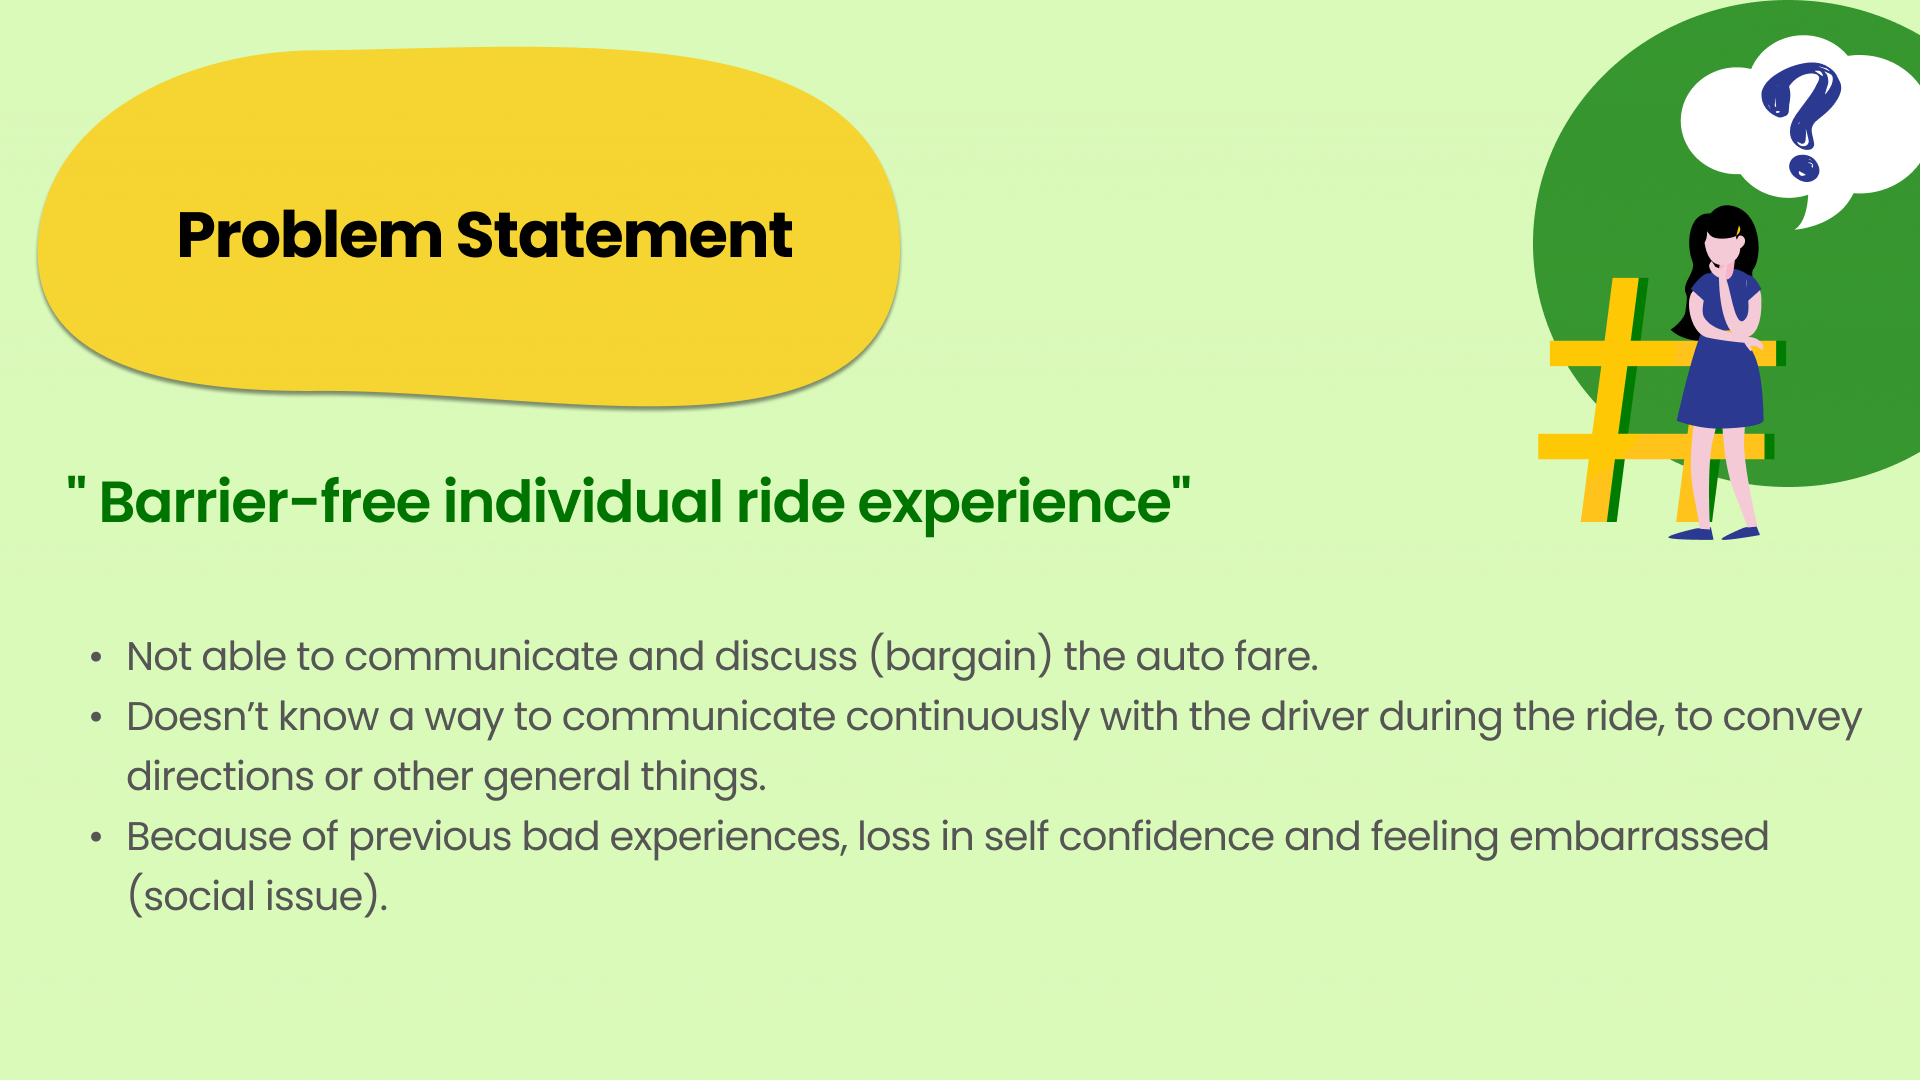 Problem Statement
?
" Barrier-free individual ride experience"
• Not able to communicate and discuss (bargain) the auto fare.
• Doesn’t know a way to communicate continuously with the driver during the ride, to convey
directions or other general things.
• Because of previous bad experiences, loss in self confidence and feeling embarrassed
(social issue).